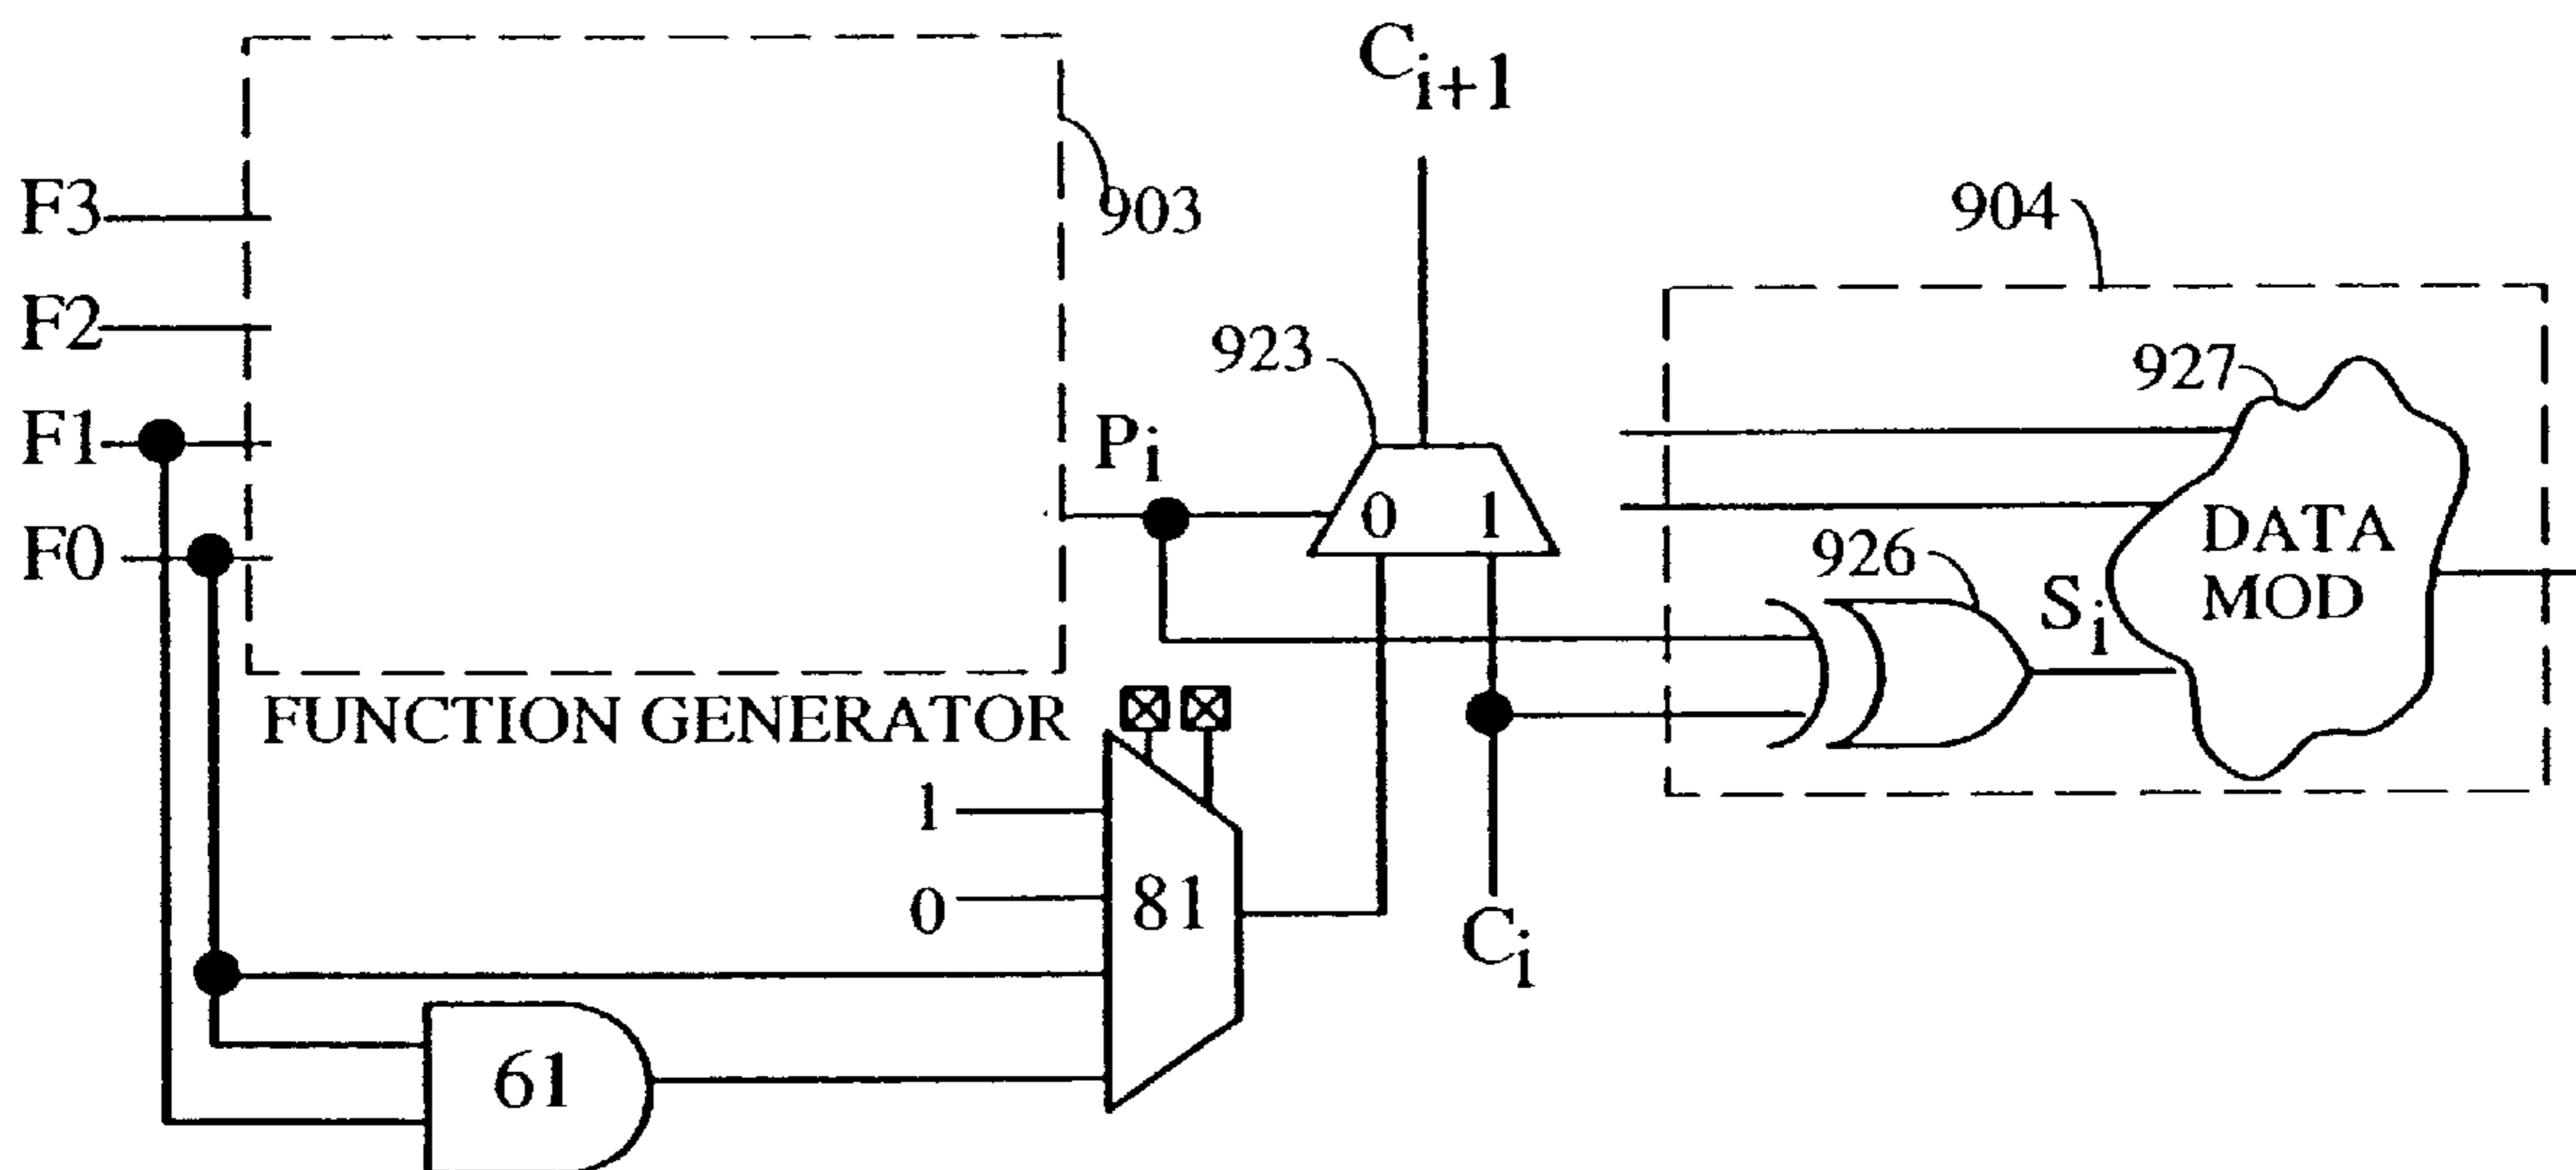 C_{i+1}
F3
903
904
F2
923
927
F1
P_i
0 1
DATA
MOD
F0
926
S_i
FUNCTION GENERATOR
1
81
0
C_i
61